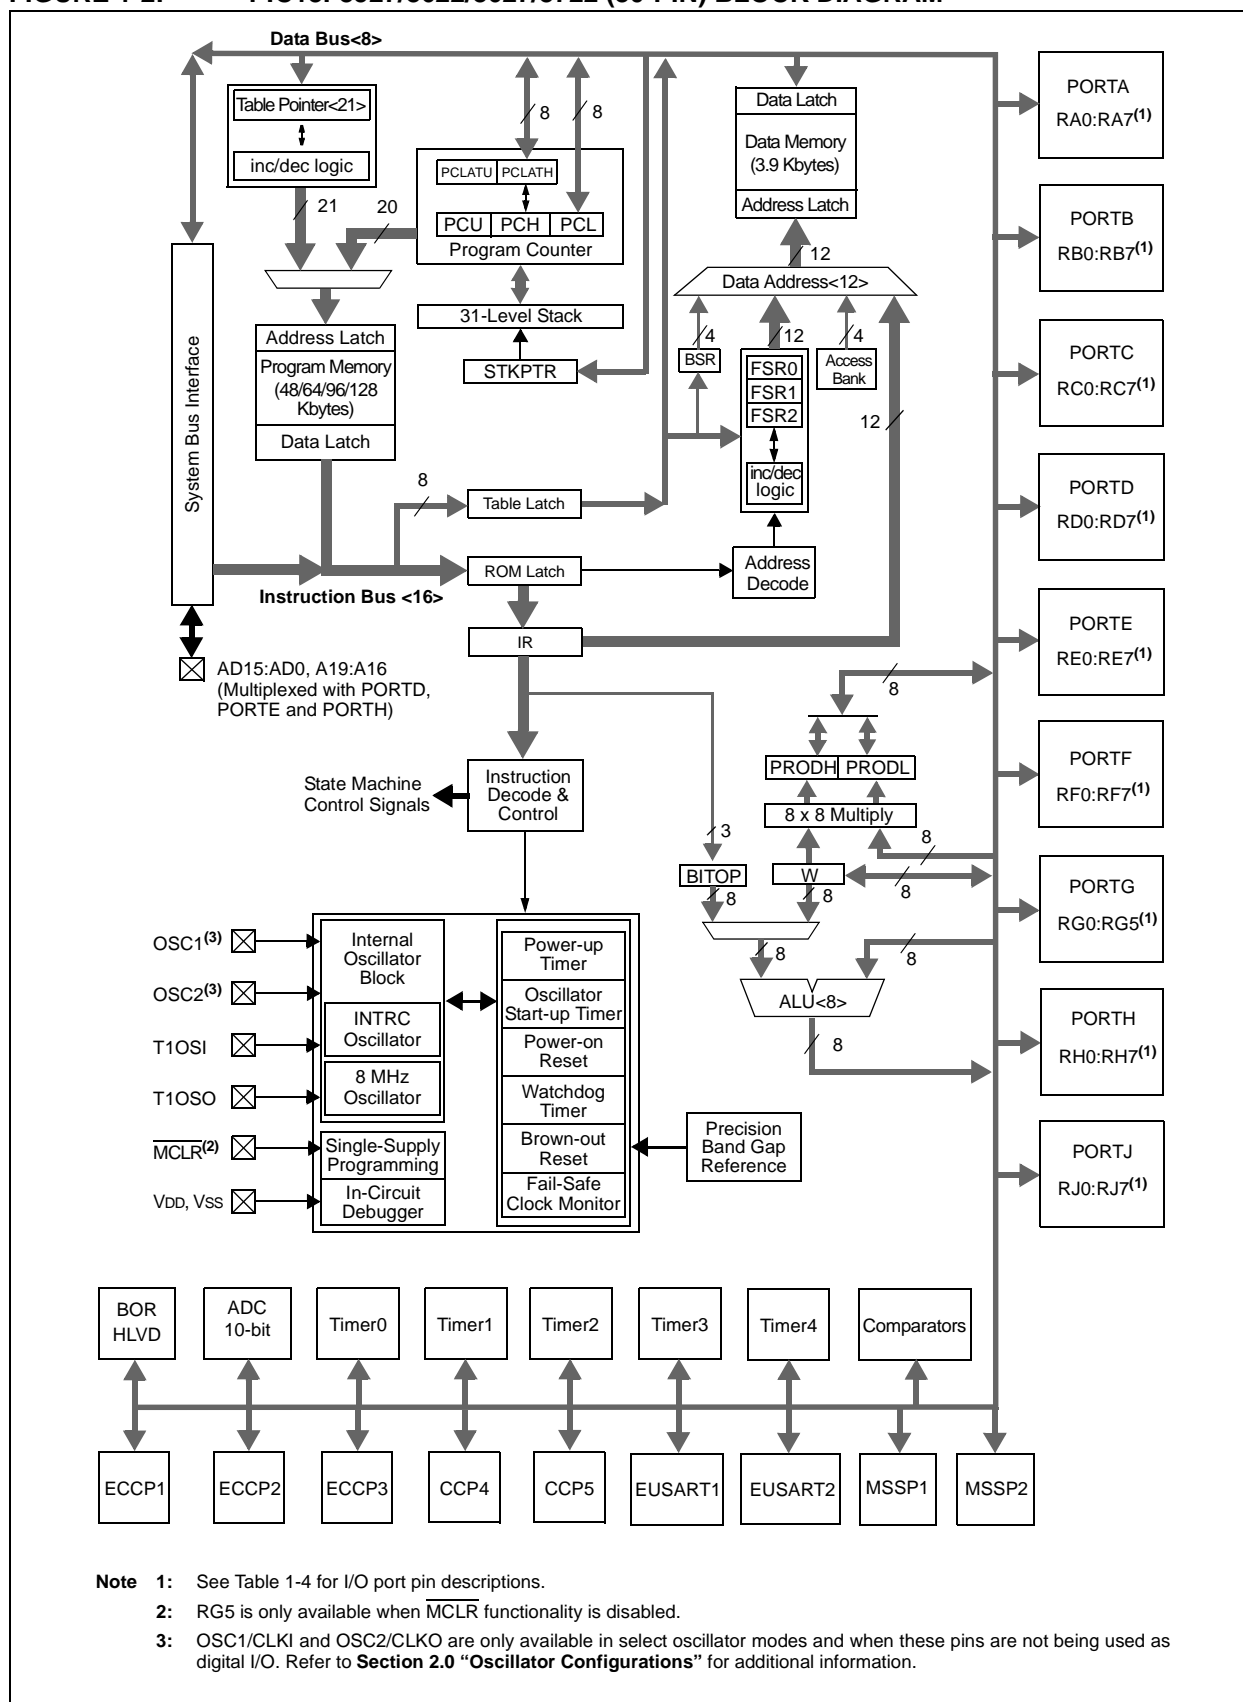 Data Bus<8>
Table Pointer<21>
inc/dec logic
21
20
8
8
PCLATU PCLATH
PCU PCH PCL
Program Counter
31-Level Stack
STKPTR
Data Latch
Data Memory
(3.9 Kbytes)
Address Latch
12
Data Address<12>
4
12
4
BSR
FSR0
FSR1
FSR2
inc/dec
logic
Access
Bank
12
System Bus Interface
Address Latch
Program Memory
(48/64/96/128
Kbytes)
Data Latch
8
Table Latch
ROM Latch
Address
Decode
Instruction Bus <16>
IR
AD15:AD0, A19:A16
(Multiplexed with PORTD,
PORTE and PORTH)
8
PRODH PRODL
8 x 8 Multiply
State Machine
Control Signals
Instruction
Decode &
Control
3
8
BITOP
W
8
8
8
8
8
ALU<8>
8
OSC1(3)
OSC2(3)
T1OSI
T1OSO
MCLR(2)
VDD, VSS
Internal
Oscillator
Block
INTRC
Oscillator
8 MHz
Oscillator
Single-Supply
Programming
In-Circuit
Debugger
Power-up
Timer
Oscillator
Start-up Timer
Power-on
Reset
Watchdog
Timer
Brown-out
Reset
Fail-Safe
Clock Monitor
Precision
Band Gap
Reference
PORTA
RA0:RA7(1)
PORTB
RB0:RB7(1)
PORTC
RC0:RC7(1)
PORTD
RD0:RD7(1)
PORTE
RE0:RE7(1)
PORTF
RF0:RF7(1)
PORTG
RG0:RG5(1)
PORTH
RH0:RH7(1)
PORTJ
RJ0:RJ7(1)
BOR
HLVD
ADC
10-bit
Timer0
Timer1
Timer2
Timer3
Timer4
Comparators
ECCP1
ECCP2
ECCP3
CCP4
CCP5
EUSART1
EUSART2
MSSP1
MSSP2
Note 1: See Table 1-4 for I/O port pin descriptions.
2: RG5 is only available when MCLR functionality is disabled.
3: OSC1/CLKI and OSC2/CLKO are only available in select oscillator modes and when these pins are not being used as
digital I/O. Refer to Section 2.0 “Oscillator Configurations” for additional information.